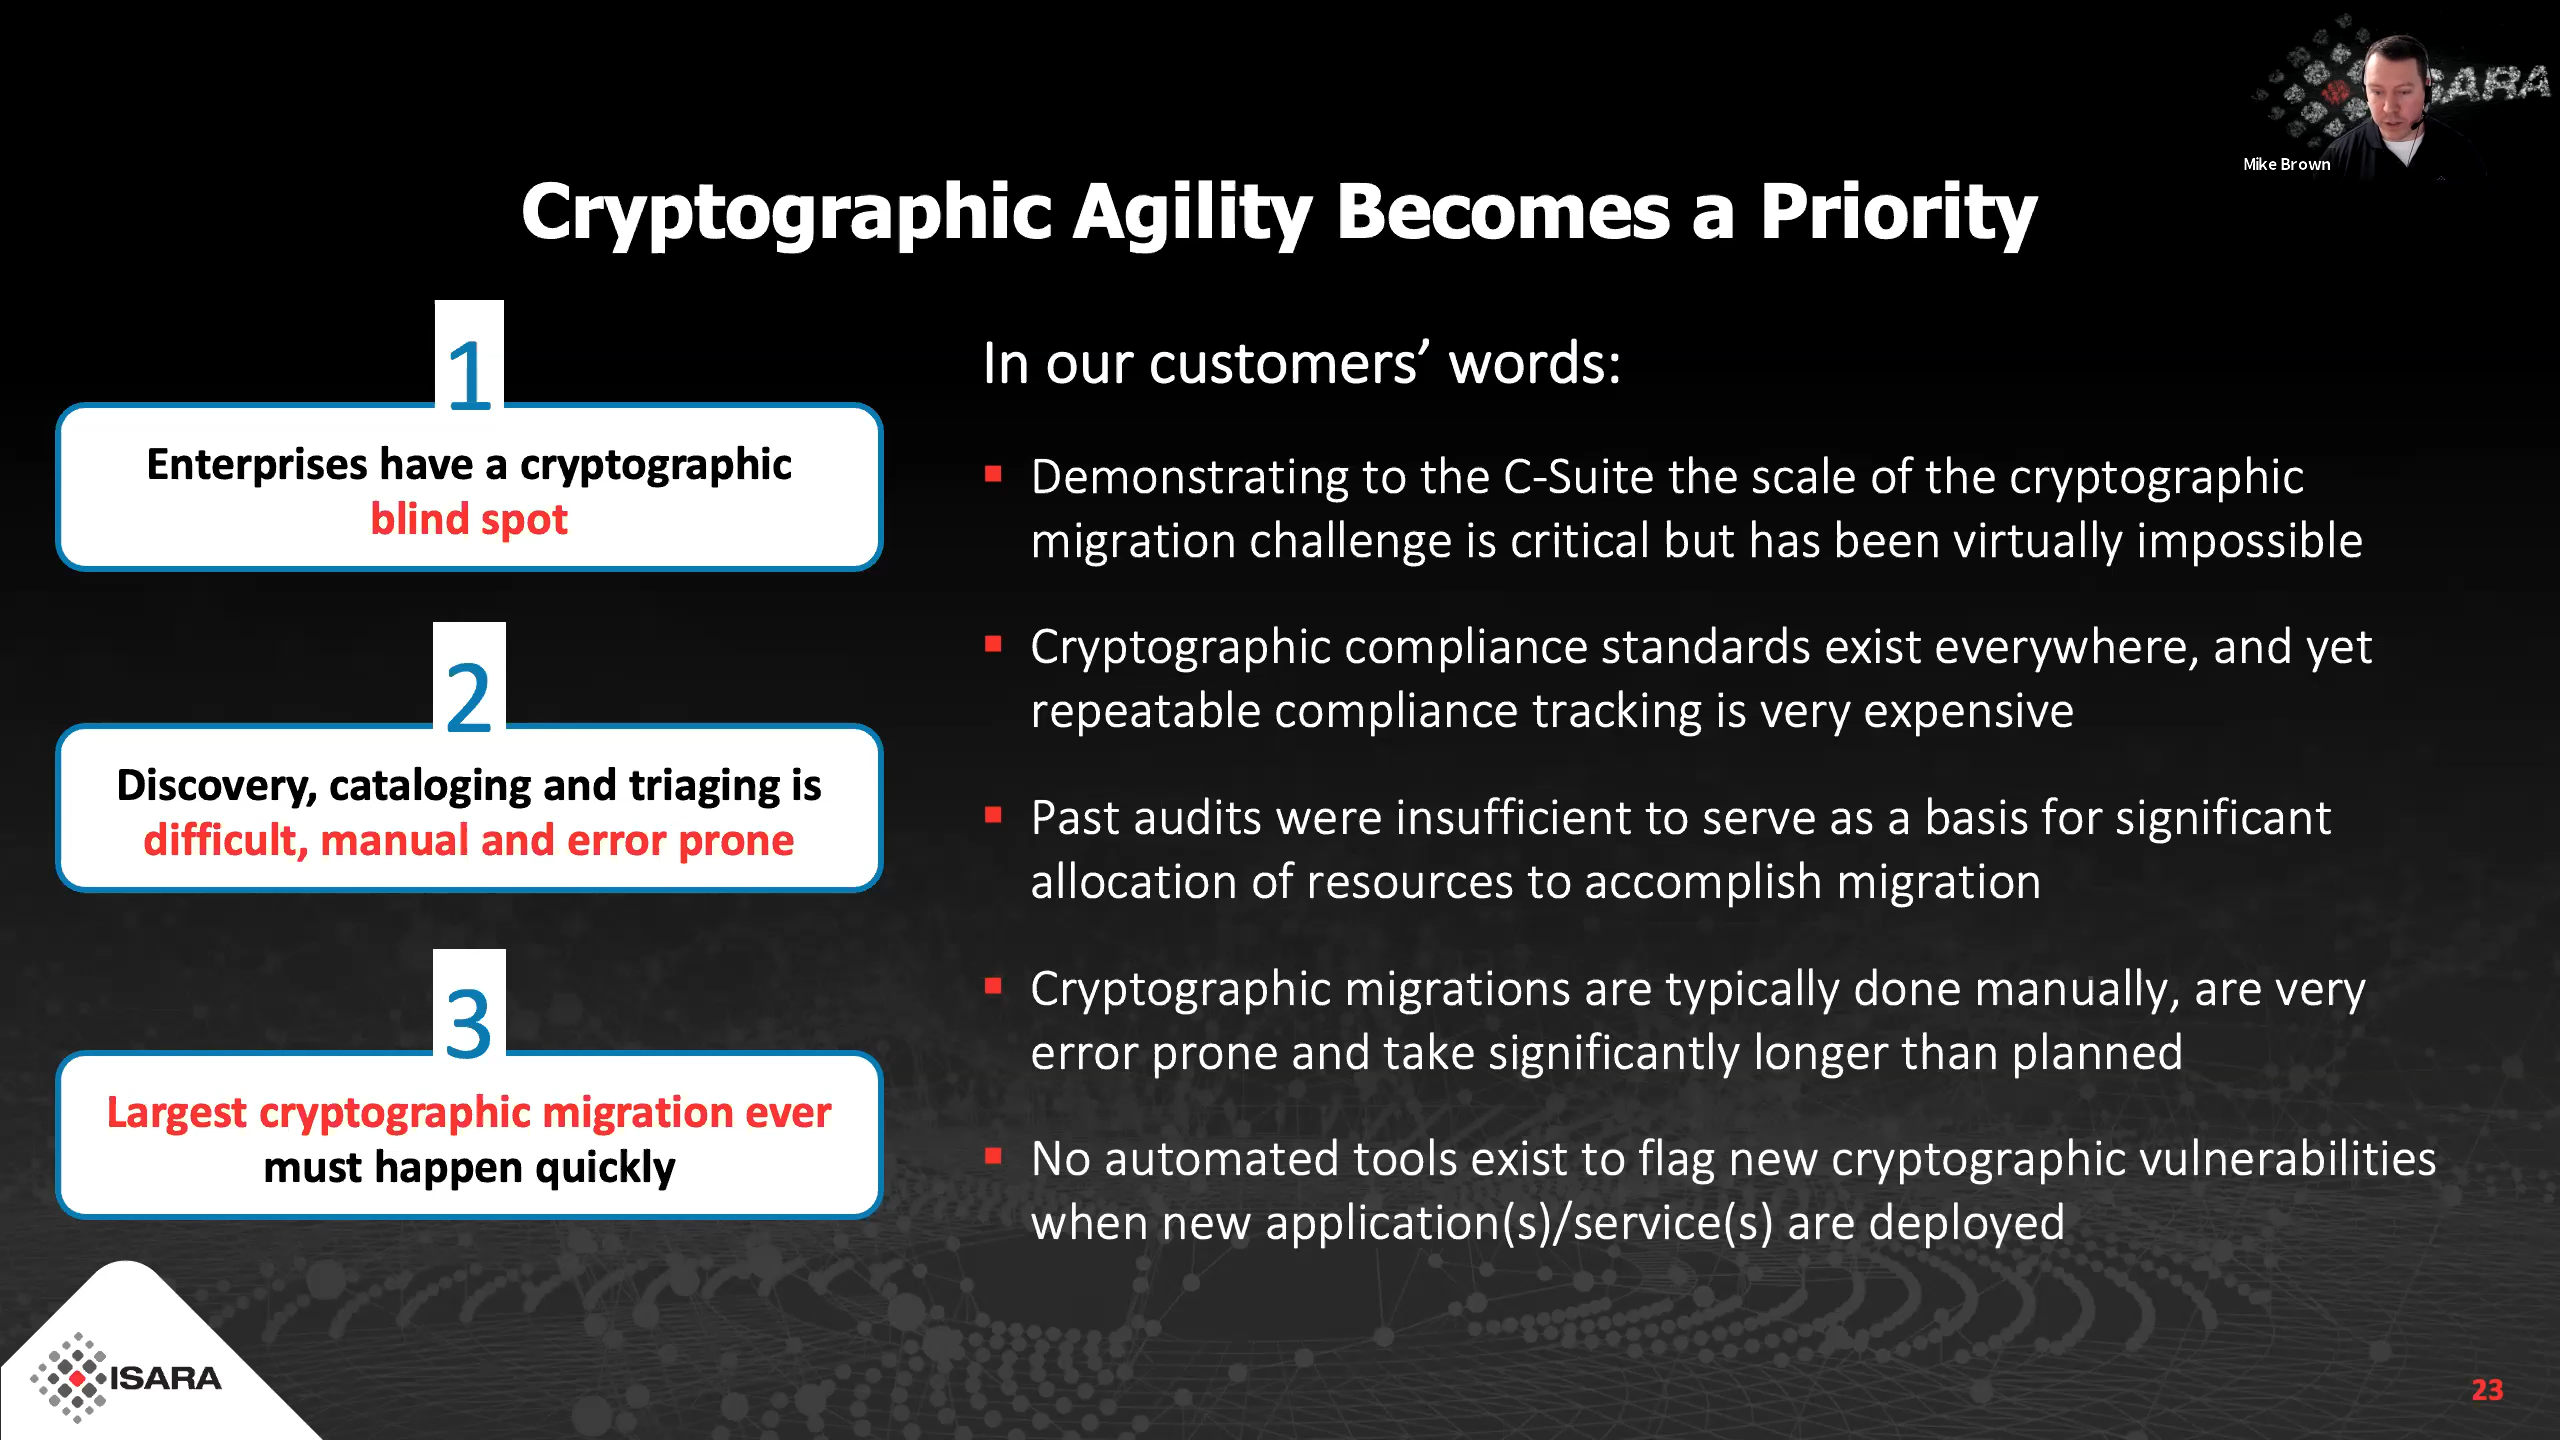 ISARA
Mike Brown
Cryptographic Agility Becomes a Priority
1
Enterprises have a cryptographic
blind spot
2
Discovery, cataloging and triaging is
difficult, manual and error prone
3
Largest cryptographic migration ever
must happen quickly
In our customers’ words:
▪ Demonstrating to the C-Suite the scale of the cryptographic
migration challenge is critical but has been virtually impossible
▪ Cryptographic compliance standards exist everywhere, and yet
repeatable compliance tracking is very expensive
▪ Past audits were insufficient to serve as a basis for significant
allocation of resources to accomplish migration
▪ Cryptographic migrations are typically done manually, are very
error prone and take significantly longer than planned
▪ No automated tools exist to flag new cryptographic vulnerabilities
when new application(s)/service(s) are deployed
ISARA
23